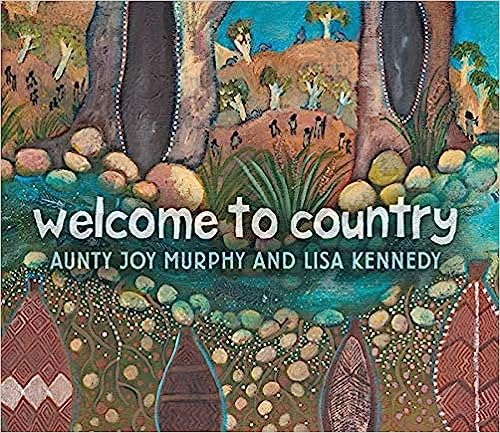 welcome to country
AUNTY JOY MURPHY AND LISA KENNEDY